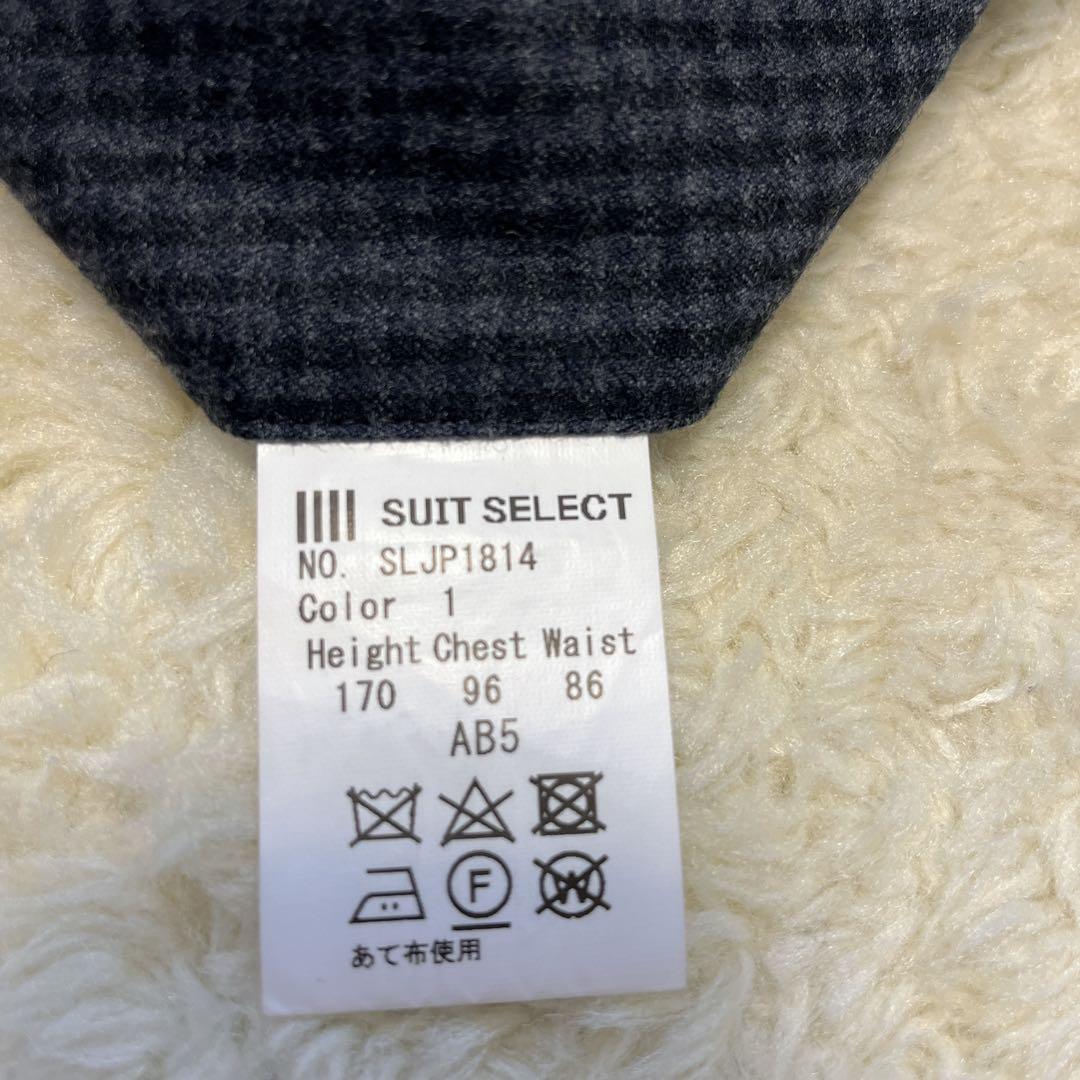 SUIT SELECT
NO. SLJP1814
Color 1
Height Chest Waist
170 96 86
AB5
F W
あて布使用